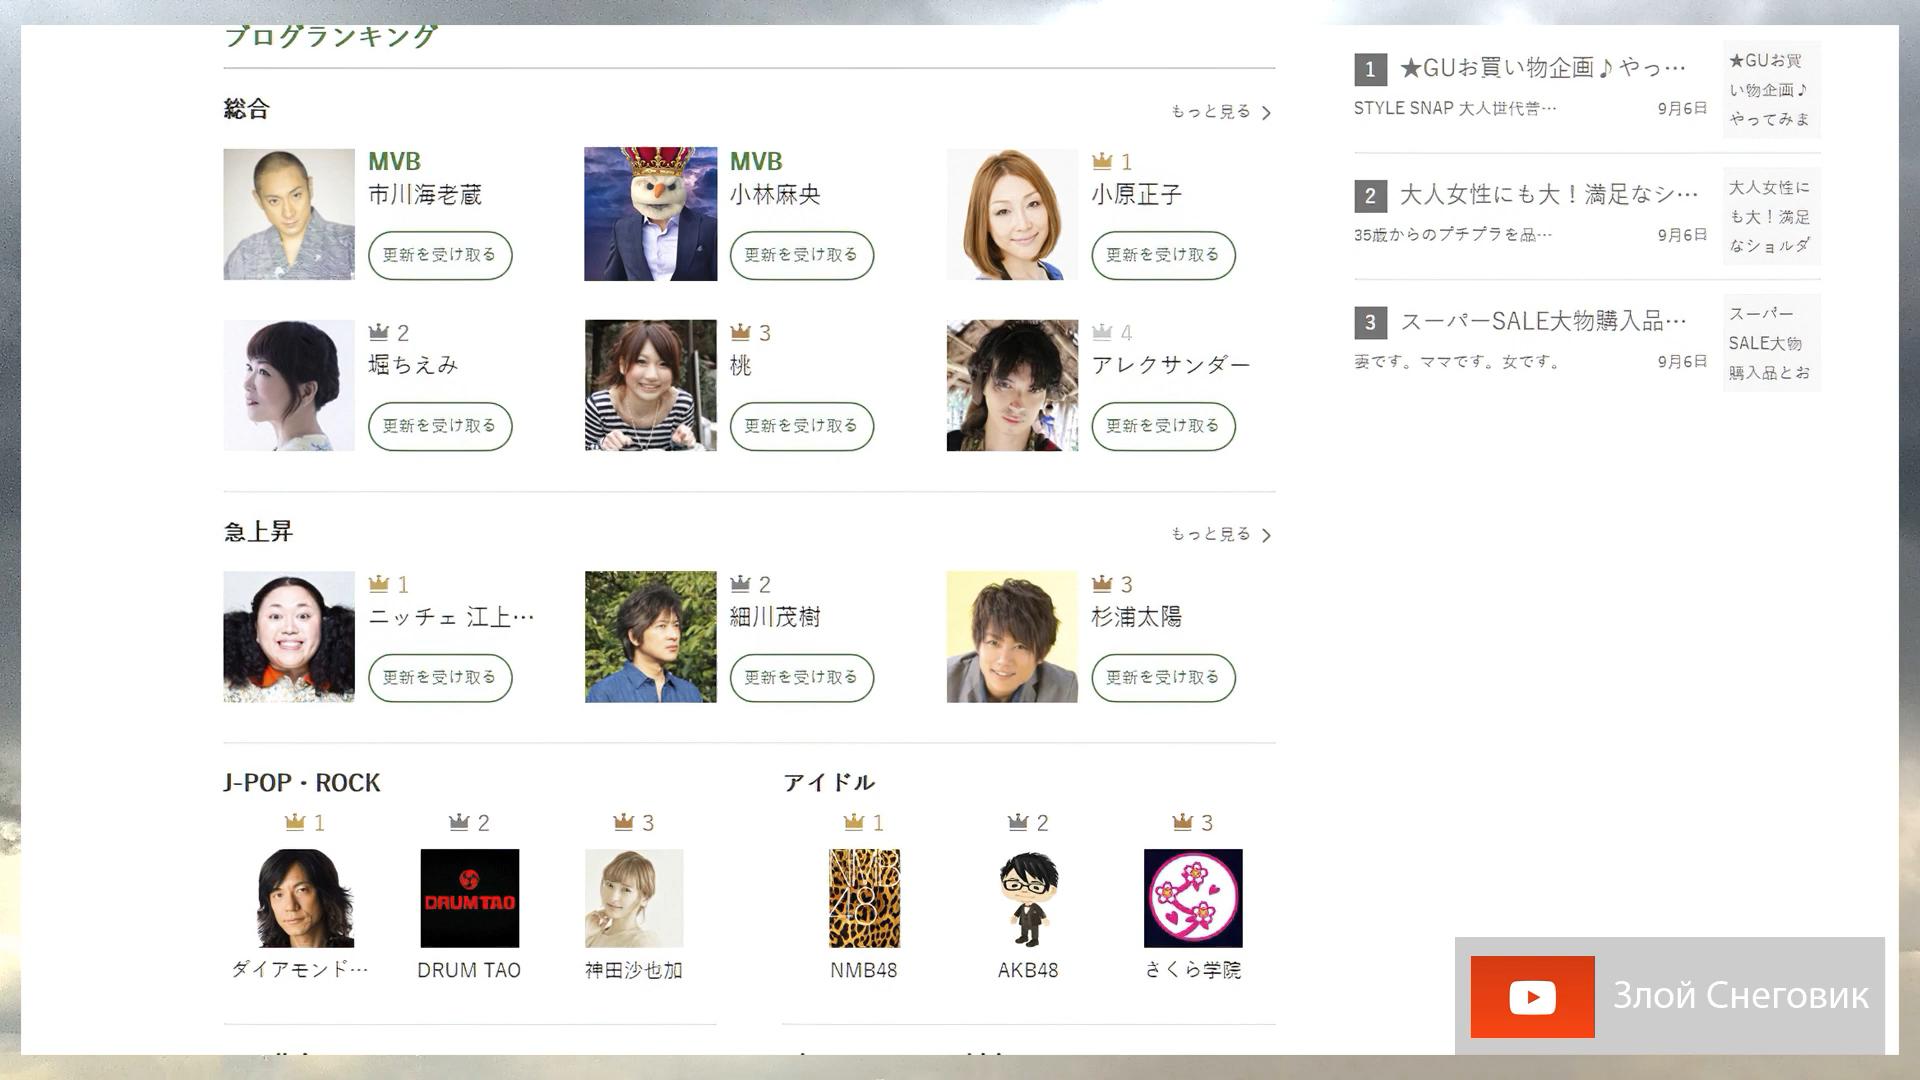 ブログランキング
総合
もっと見る
MVB
市川海老蔵
更新を受け取る
MVB
小林麻央
更新を受け取る
1
小原正子
更新を受け取る
2
堀ちえみ
更新を受け取る
3
桃
更新を受け取る
4
アレクサンダー
更新を受け取る
急上昇
もっと見る
1
ニッチェ 江上…
更新を受け取る
2
細川茂樹
更新を受け取る
3
杉浦太陽
更新を受け取る
J-POP・ROCK
1
ダイアモンド…
2
DRUMTAO
DRUM TAO
3
神田沙也加
アイドル
1
NMB
48
NMB48
2
AKB48
3
さくら学院
1 ★GUお買い物企画♪やっ…
STYLE SNAP 大人世代普…
9月6日
★GUお買
い物企画♪
やってみま
2 大人女性にも大！満足なシ…
35歳からのプチプラを品…
9月6日
大人女性に
も大！満足
なショルダ
3 スーパーSALE大物購入品…
妻です。ママです。女です。
9月6日
スーパー
SALE大物
購入品とお
Злой Снеговик